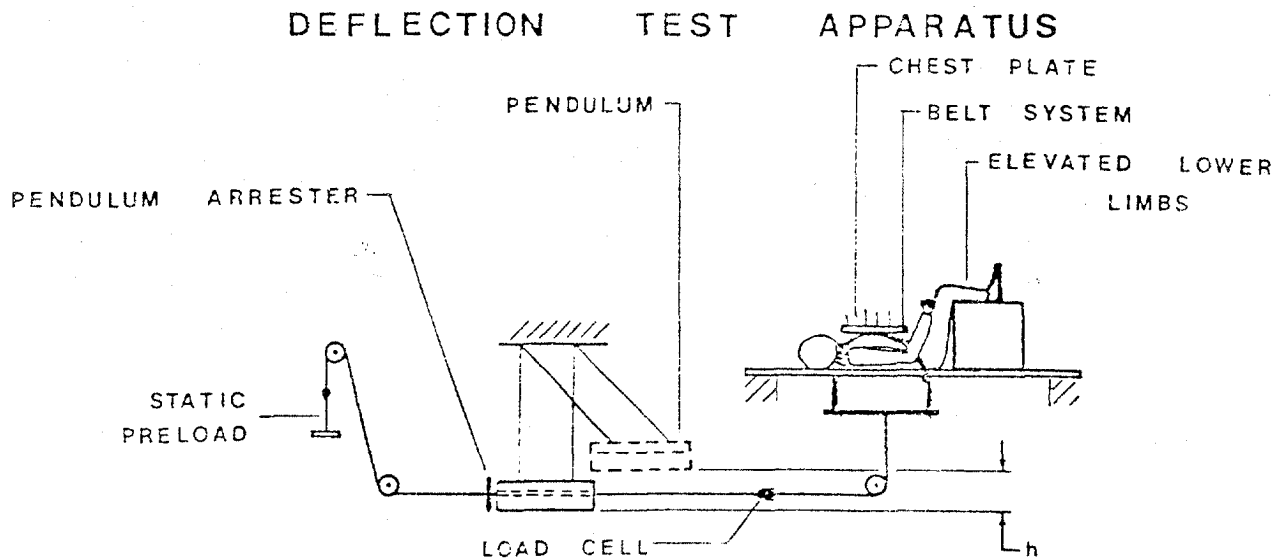 DEFLECTION TEST APPARATUS
CHEST PLATE
PENDULUM
BELT SYSTEM
ELEVATED LOWER
LIMBS
PENDULUM ARRESTER
STATIC
PRELOAD
LOAD CELL
h